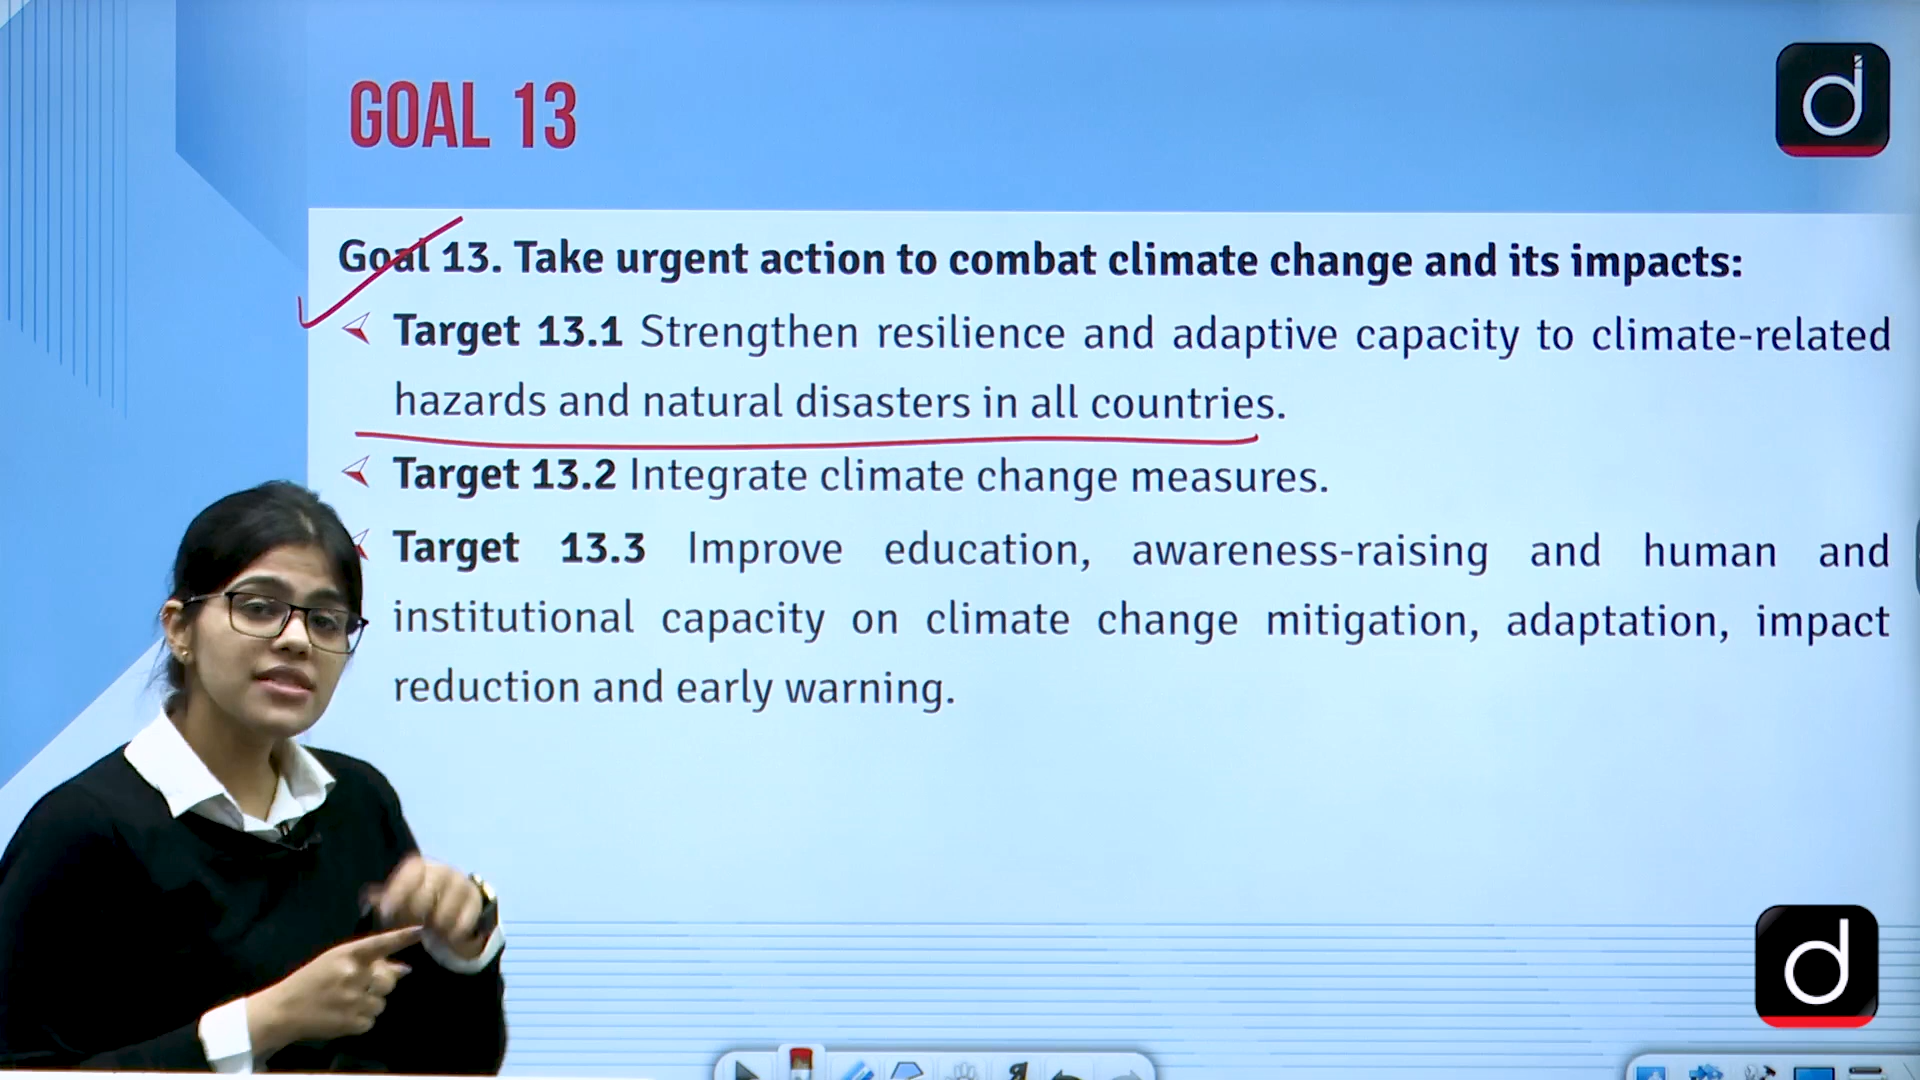 GOAL 13
d
Goal 13. Take urgent action to combat climate change and its impacts:
Target 13.1 Strengthen resilience and adaptive capacity to climate-related
hazards and natural disasters in all countries.
Target 13.2 Integrate climate change measures.
Target 13.3 Improve education, awareness-raising and human and
institutional capacity on climate change mitigation, adaptation, impact
reduction and early warning.
d